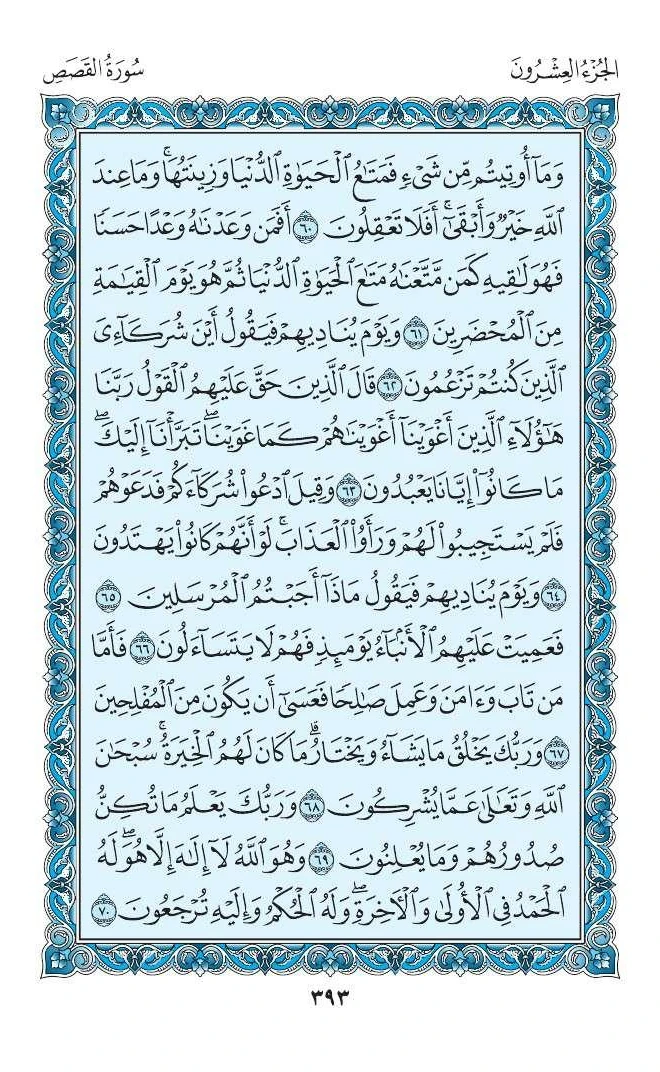 الجُزْءُ العِشْرُونَ
سُورَةُ القَصَصِ
وَمَآ أُوتِيتُم مِّن شَىْءٍ فَمَتَٰعُ ٱلْحَيَوٰةِ ٱلدُّنْيَا وَزِينَتُهَا ۚ وَمَا عِندَ
ٱللَّهِ خَيْرٌ وَأَبْقَىٰٓ ۚ أَفَلَا تَعْقِلُونَ ٦٠ أَفَمَن وَعَدْنَٰهُ وَعْدًا حَسَنًا
فَهُوَ لَٰقِيهِ كَمَن مَّتَّعْنَٰهُ مَتَٰعَ ٱلْحَيَوٰةِ ٱلدُّنْيَا ثُمَّ هُوَ يَوْمَ ٱلْقِيَٰمَةِ
مِنَ ٱلْمُحْضَرِينَ ٦١ وَيَوْمَ يُنَادِيهِمْ فَيَقُولُ أَيْنَ شُرَكَآءِىَ
ٱلَّذِينَ كُنتُمْ تَزْعُمُونَ ٦٢ قَالَ ٱلَّذِينَ حَقَّ عَلَيْهِمُ ٱلْقَوْلُ رَبَّنَا
هَٰٓؤُلَآءِ ٱلَّذِينَ أَغْوَيْنَآ أَغْوَيْنَٰهُمْ كَمَا غَوَيْنَا ۖ تَبَرَّأْنَآ إِلَيْكَ ۖ
مَا كَانُوٓا۟ إِيَّانَا يَعْبُدُونَ ٦٣ وَقِيلَ ٱدْعُوا۟ شُرَكَآءَكُمْ فَدَعَوْهُمْ
فَلَمْ يَسْتَجِيبُوا۟ لَهُمْ وَرَأَوُا۟ ٱلْعَذَابَ ۚ لَوْ أَنَّهُمْ كَانُوا۟ يَهْتَدُونَ
٦٤ وَيَوْمَ يُنَادِيهِمْ فَيَقُولُ مَاذَآ أَجَبْتُمُ ٱلْمُرْسَلِينَ ٦٥
فَعَمِيَتْ عَلَيْهِمُ ٱلْأَنۢبَآءُ يَوْمَئِذٍ فَهُمْ لَا يَتَسَآءَلُونَ ٦٦ فَأَمَّا
مَن تَابَ وَءَامَنَ وَعَمِلَ صَٰلِحًا فَعَسَىٰٓ أَن يَكُونَ مِنَ ٱلْمُفْلِحِينَ
٦٧ وَرَبُّكَ يَخْلُقُ مَا يَشَآءُ وَيَخْتَارُ ۗ مَا كَانَ لَهُمُ ٱلْخِيَرَةُ ۚ سُبْحَٰنَ
ٱللَّهِ وَتَعَٰلَىٰ عَمَّا يُشْرِكُونَ ٦٨ وَرَبُّكَ يَعْلَمُ مَا تُكِنُّ
صُدُورُهُمْ وَمَا يُعْلِنُونَ ٦٩ وَهُوَ ٱللَّهُ لَآ إِلَٰهَ إِلَّا هُوَ ۖ لَهُ
ٱلْحَمْدُ فِى ٱلْأُولَىٰ وَٱلْءَاخِرَةِ ۖ وَلَهُ ٱلْحُكْمُ وَإِلَيْهِ تُرْجَعُونَ ٧٠
٣٩٣